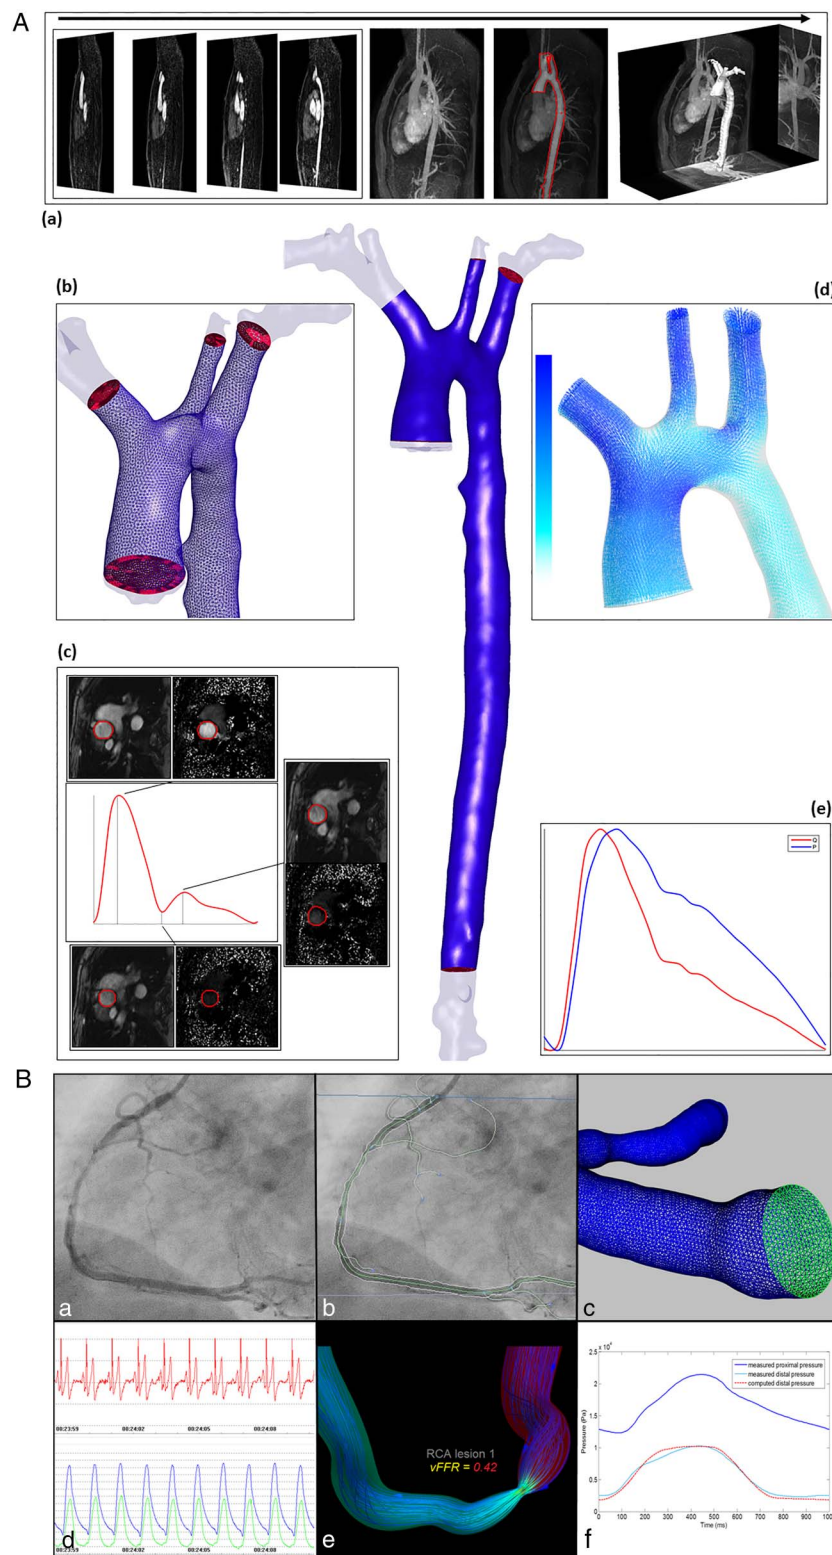 A
(a)
(b)
(d)
(c)
(e)
Q
P
B
a
b
c
00:23:59 00:24:02 00:24:05 00:24:08
00:23:59 00:24:02 00:24:05 00:24:08
d
RCA lesion 1
vFFR = 0.42
e
2.5 x 10⁴
measured proximal pressure
measured distal pressure
computed distal pressure
2
1.5
1
0.5
0
Pressure (Pa)
0 100 200 300 400 500 600 700 800 900 1000
Time (ms)
f